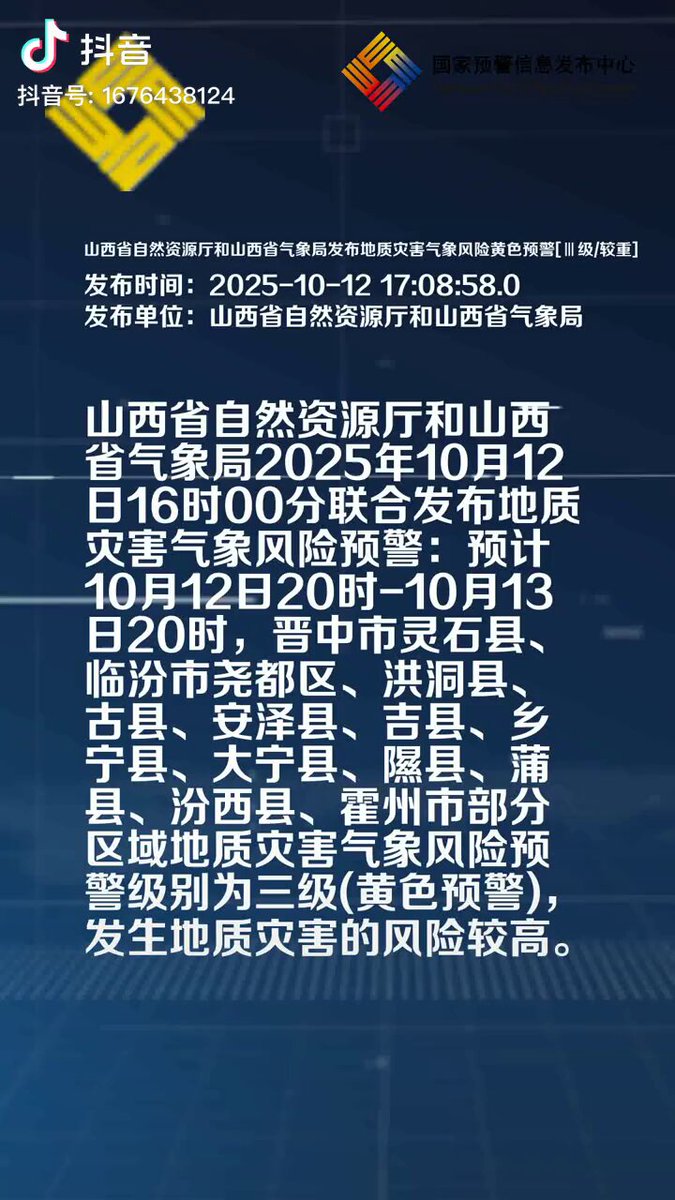 抖音
抖音号: 1676438124
国家预警信息发布中心
山西省自然资源厅和山西省气象局发布地质灾害气象风险黄色预警[Ⅲ级/较重]
发布时间：2025-10-12 17:08:58.0
发布单位：山西省自然资源厅和山西省气象局
山西省自然资源厅和山西
省气象局2025年10月12
日16时00分联合发布地质
灾害气象风险预警：预计
10月12日20时-10月13
日20时，晋中市灵石县、
临汾市尧都区、洪洞县、
古县、安泽县、吉县、乡
宁县、大宁县、隰县、蒲
县、汾西县、霍州市部分
区域地质灾害气象风险预
警级别为三级(黄色预警)，
发生地质灾害的风险较高。